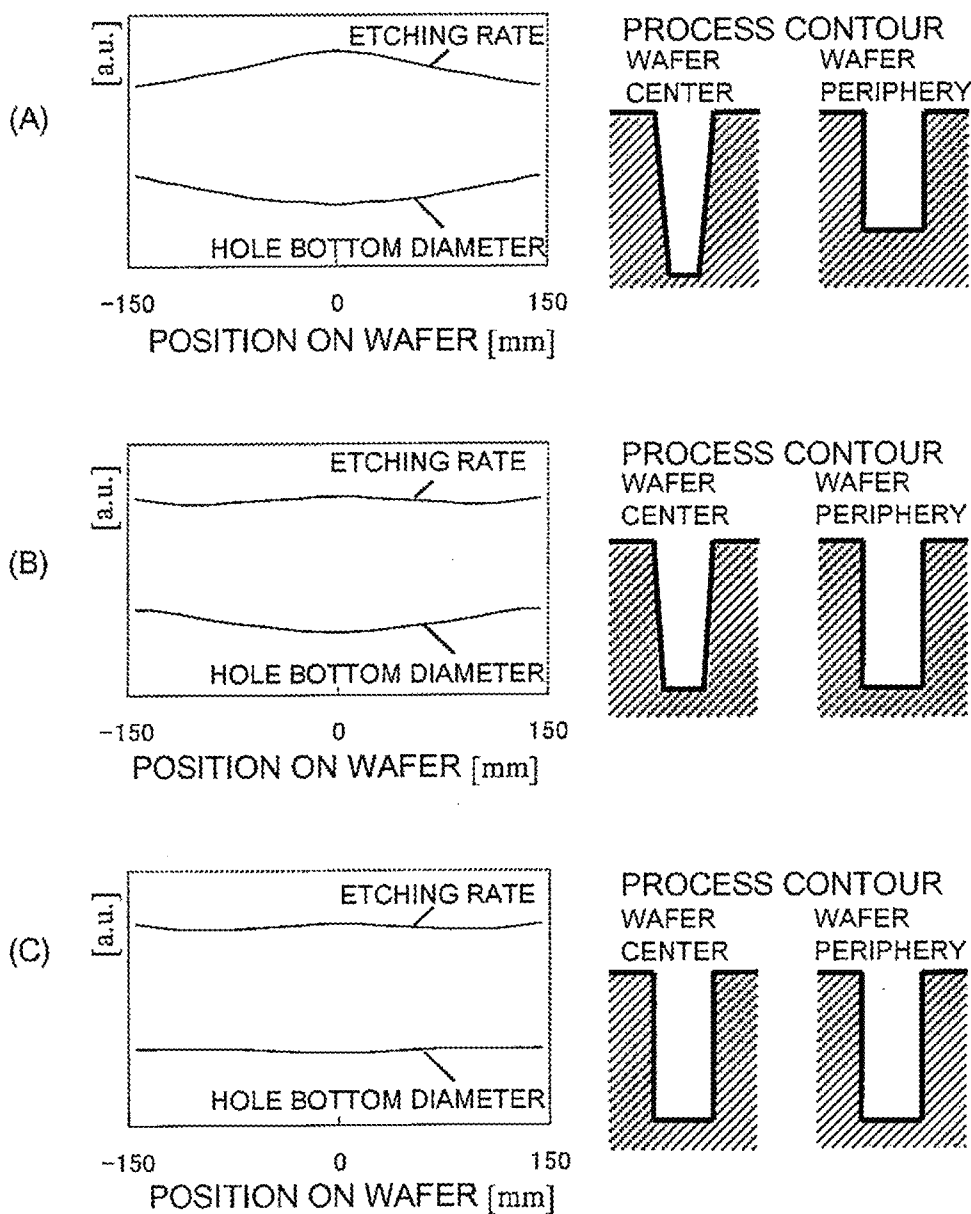 (A)
[a.u.]
ETCHING RATE
HOLE BOTTOM DIAMETER
-150 0 150
POSITION ON WAFER [mm]
PROCESS CONTOUR
WAFER WAFER
CENTER PERIPHERY
(B)
[a.u.]
ETCHING RATE
HOLE BOTTOM DIAMETER
-150 0 150
POSITION ON WAFER [mm]
PROCESS CONTOUR
WAFER WAFER
CENTER PERIPHERY
(C)
[a.u.]
ETCHING RATE
HOLE BOTTOM DIAMETER
-150 0 150
POSITION ON WAFER [mm]
PROCESS CONTOUR
WAFER WAFER
CENTER PERIPHERY